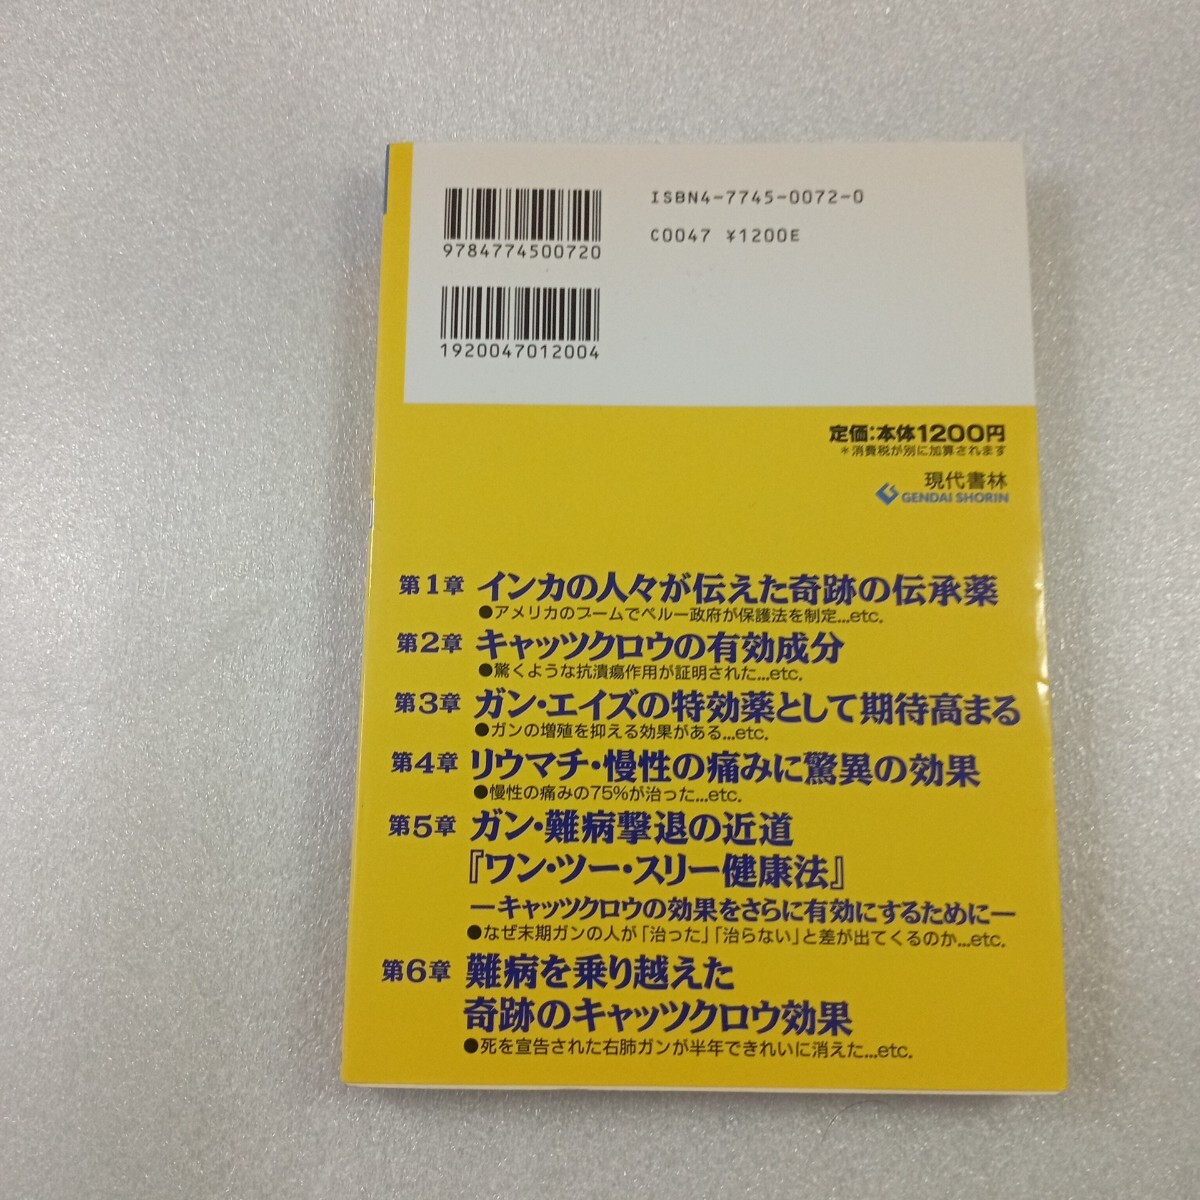 ISBN4-7745-0072-0
9784774500720
C0047 ¥1200E
1920047012004
定価：本体1200円
＊消費税が別に加算されます
現代書林
GENDAI SHORIN
第1章 インカの人々が伝えた奇跡の伝承薬
●アメリカのブームでペルー政府が保護法を制定...etc.
第2章 キャッツクロウの有効成分
●驚くような抗潰瘍作用が証明された...etc.
第3章 ガン・エイズの特効薬として期待高まる
●ガンの増殖を抑える効果がある...etc.
第4章 リウマチ・慢性の痛みに驚異の効果
●慢性の痛みの75%が治った...etc.
第5章 ガン・難病撃退の近道
『ワン・ツー・スリー健康法』
―キャッツクロウの効果をさらに有効にするために―
●なぜ末期ガンの人が「治った」「治らない」と差が出てくるのか...etc.
第6章 難病を乗り越えた
奇跡のキャッツクロウ効果
●死を宣告された右肺ガンが半年できれいに消えた...etc.